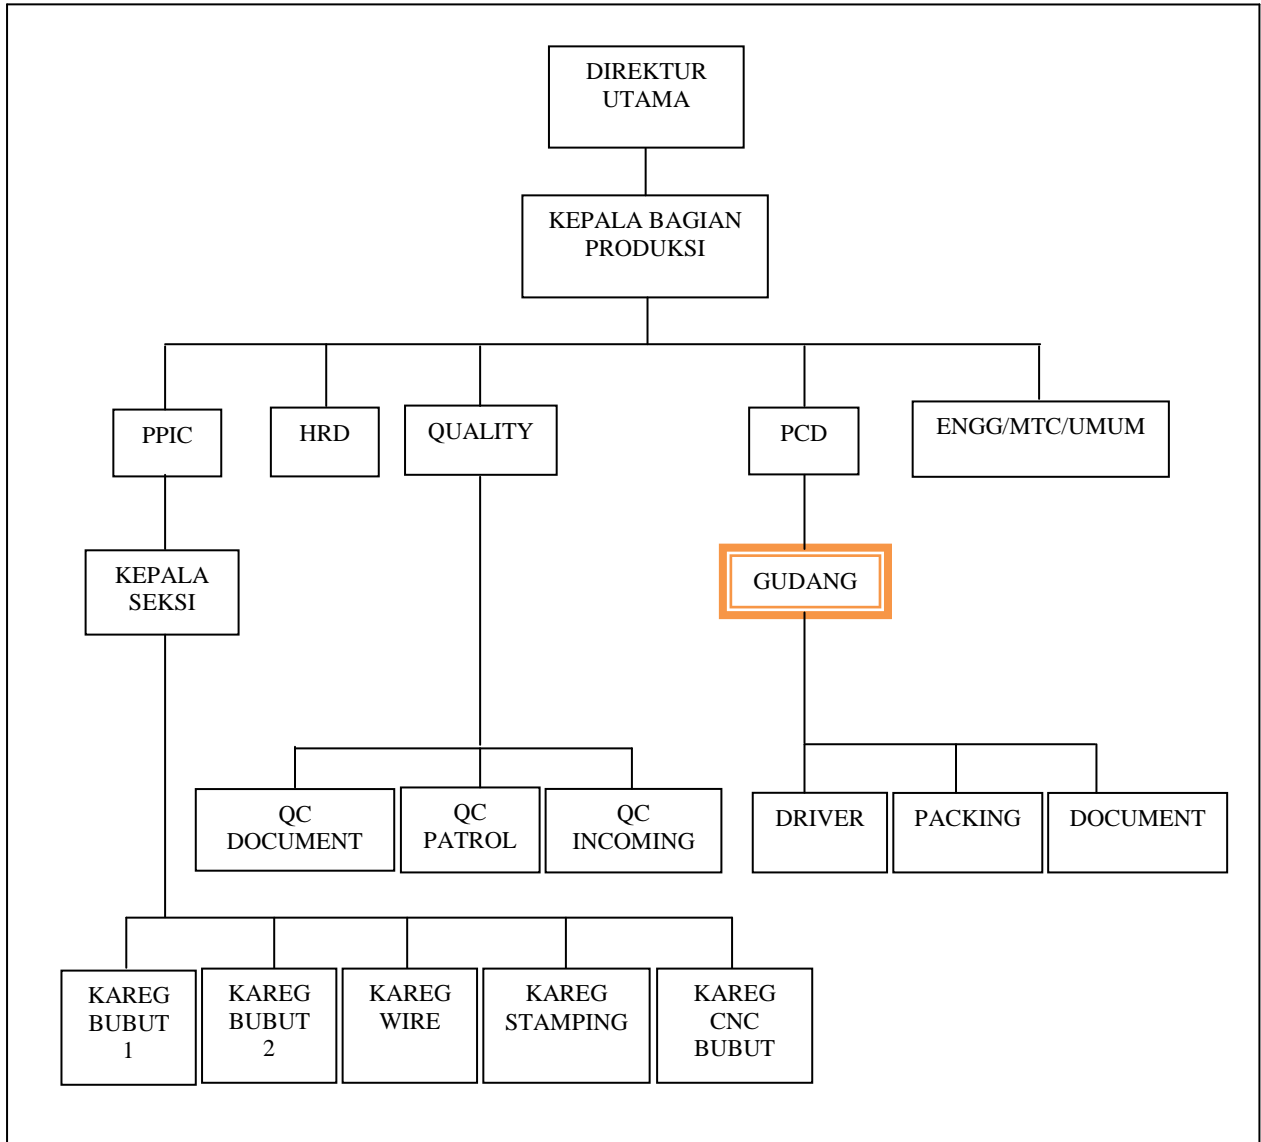 DIREKTUR
UTAMA
KEPALA BAGIAN
PRODUKSI
PPIC
HRD
QUALITY
PCD
ENGG/MTC/UMUM
KEPALA
SEKSI
GUDANG
QC
DOCUMENT
QC
PATROL
QC
INCOMING
DRIVER
PACKING
DOCUMENT
KAREG
BUBUT
1
KAREG
BUBUT
2
KAREG
WIRE
KAREG
STAMPING
KAREG
CNC
BUBUT